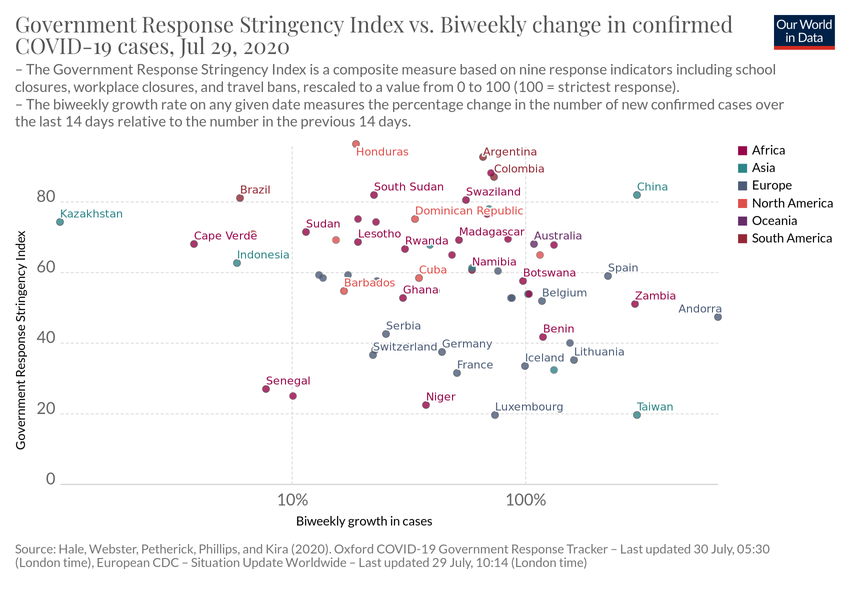 Government Response Stringency Index vs. Biweekly change in confirmed
COVID-19 cases, Jul 29, 2020
Our World
in Data
– The Government Response Stringency Index is a composite measure based on nine response indicators including school
closures, workplace closures, and travel bans, rescaled to a value from 0 to 100 (100 = strictest response).
– The biweekly growth rate on any given date measures the percentage change in the number of new confirmed cases over
the last 14 days relative to the number in the previous 14 days.
Honduras
Argentina
Colombia
Brazil
South Sudan
Swaziland
China
Kazakhstan
Dominican Republic
Cape Verde
Sudan
Lesotho
Rwanda
Madagascar
Australia
Indonesia
Namibia
Cuba
Barbados
Botswana
Spain
Ghana
Belgium
Zambia
Andorra
Serbia
Benin
Switzerland
Germany
Iceland
Lithuania
France
Senegal
Niger
Luxembourg
Taiwan
80
60
40
20
0
10%
100%
Government Response Stringency Index
Biweekly growth in cases
Africa
Asia
Europe
North America
Oceania
South America
Source: Hale, Webster, Petherick, Phillips, and Kira (2020). Oxford COVID-19 Government Response Tracker – Last updated 30 July, 05:30
(London time), European CDC – Situation Update Worldwide – Last updated 29 July, 10:14 (London time)